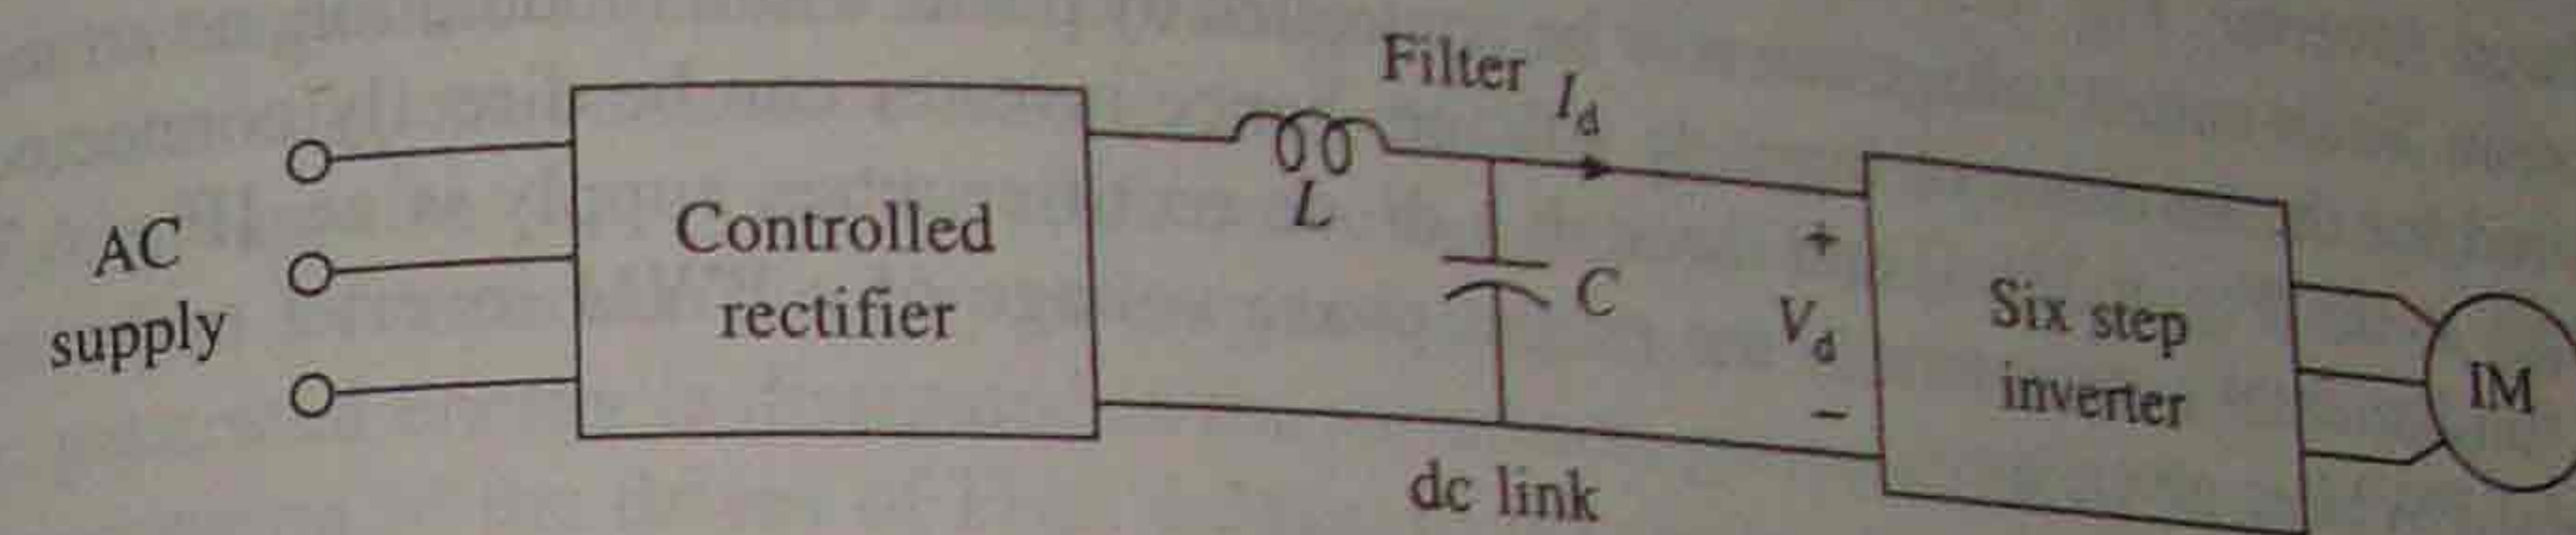 Filter I_d
AC
supply
Controlled
rectifier
L
C
+
V_d
−
Six step
inverter
IM
dc link